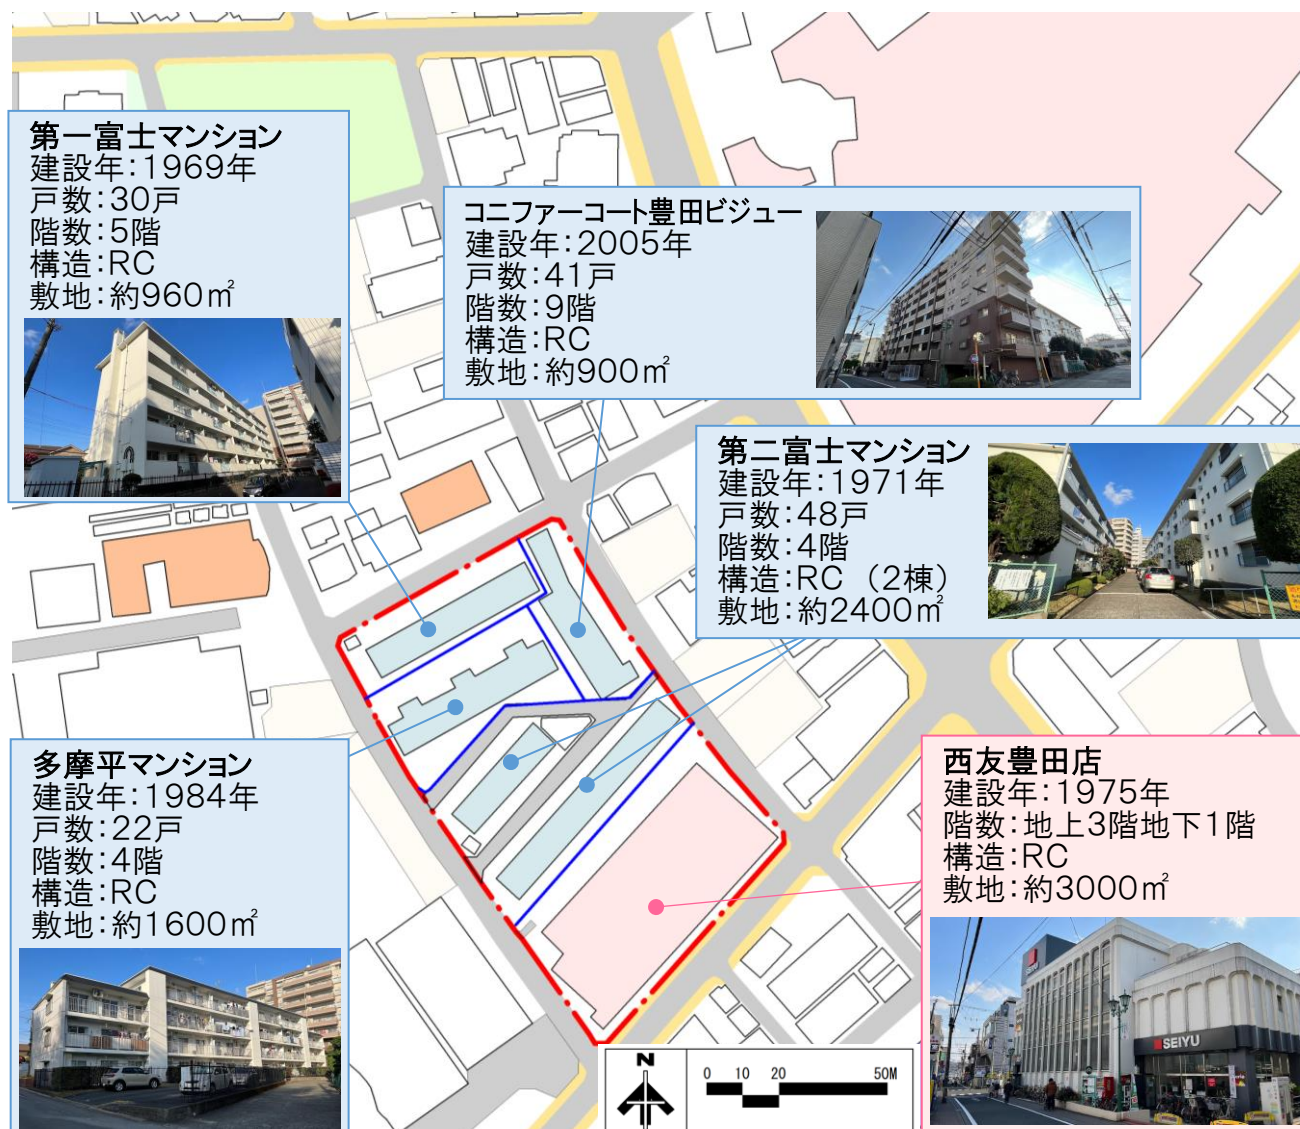 第一富士マンション
建設年:1969年
戸数:30戸
階数:5階
構造:RC
敷地:約960㎡
コニファーコート豊田ビジュー
建設年:2005年
戸数:41戸
階数:9階
構造:RC
敷地:約900㎡
第二富士マンション
建設年:1971年
戸数:48戸
階数:4階
構造:RC (2棟)
敷地:約2400㎡
多摩平マンション
建設年:1984年
戸数:22戸
階数:4階
構造:RC
敷地:約1600㎡
西友豊田店
建設年:1975年
階数:地上3階地下1階
構造:RC
敷地:約3000㎡
SEIYU
N
0 10 20 50M